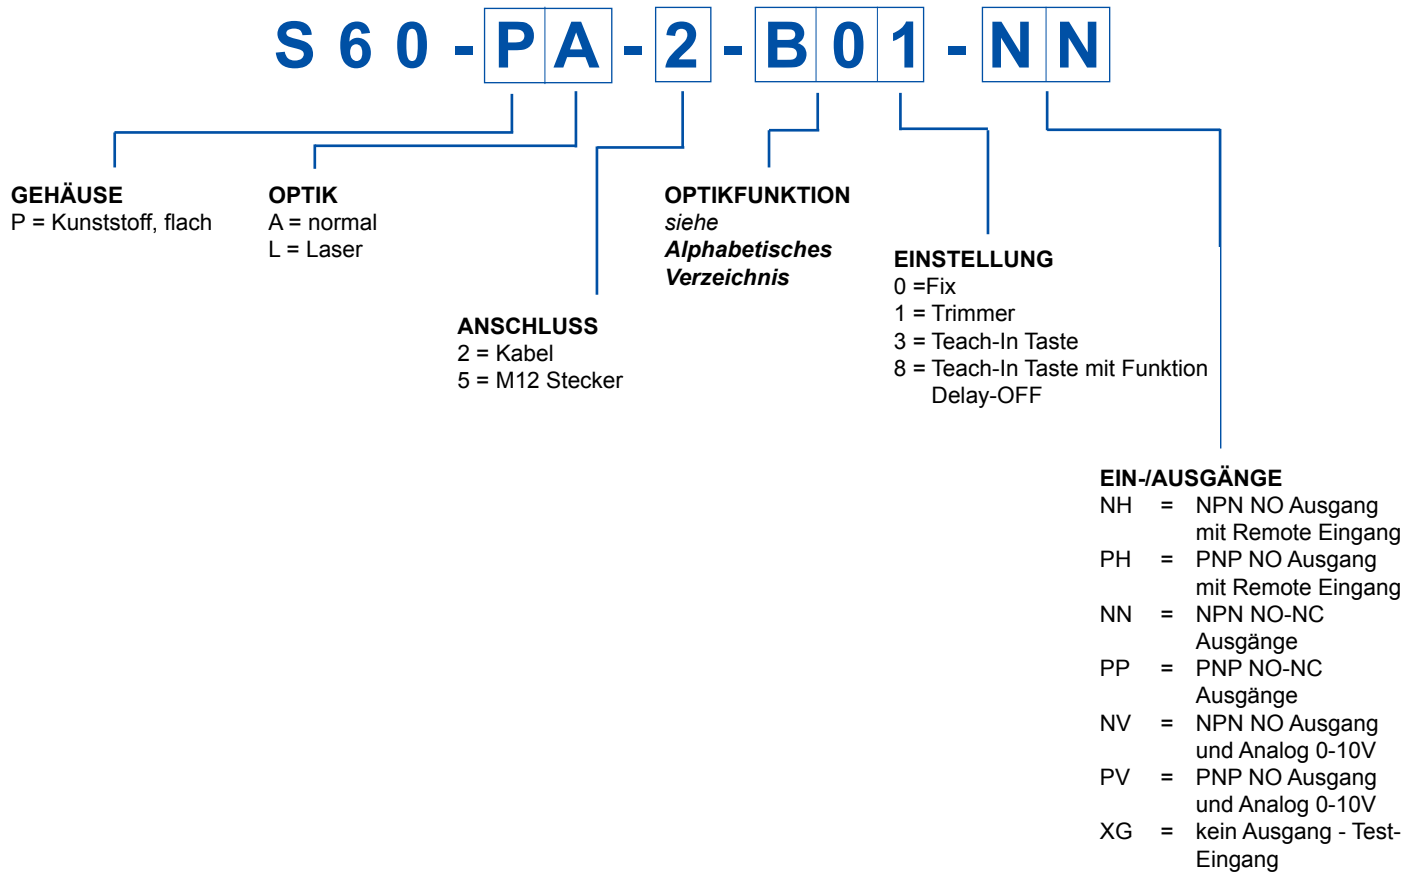 S60-PA-2-B01-NN
GEHÄUSE
P = Kunststoff, flach
OPTIK
A = normal
L = Laser
ANSCHLUSS
2 = Kabel
5 = M12 Stecker
OPTIKFUNKTION
siehe
Alphabetisches
Verzeichnis
EINSTELLUNG
0 =Fix
1 = Trimmer
3 = Teach-In Taste
8 = Teach-In Taste mit Funktion
Delay-OFF
EIN-/AUSGÄNGE
NH = NPN NO Ausgang
mit Remote Eingang
PH = PNP NO Ausgang
mit Remote Eingang
NN = NPN NO-NC
Ausgänge
PP = PNP NO-NC
Ausgänge
NV = NPN NO Ausgang
und Analog 0-10V
PV = PNP NO Ausgang
und Analog 0-10V
XG = kein Ausgang - Test-
Eingang